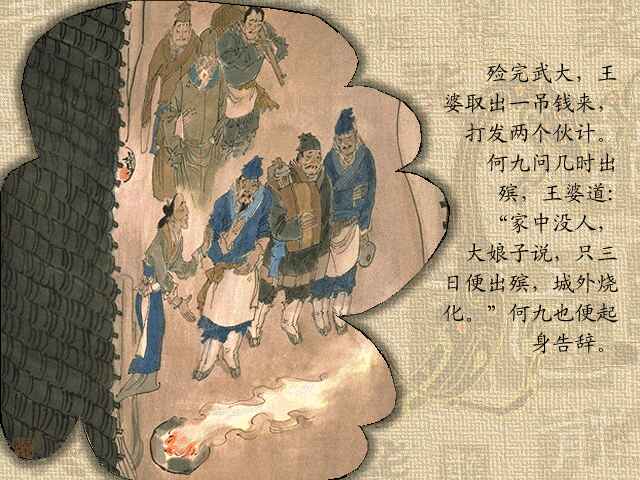 殓完武大，王
婆取出一吊钱来，
打发两个伙计。
何九问几时出
殡，王婆道：
“家中没人，
大娘子说，只三
日便出殡，城外烧
化。”何九也便起
身告辞。